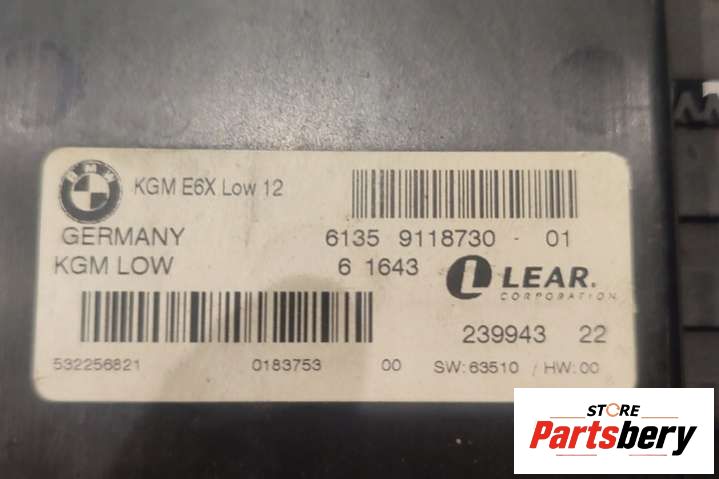 BMW
KGM E6X Low 12
GERMANY 6135 9118730 - 01
KGM LOW 6 1643 LEAR.
CORPORATION
239943 22
532256821 0183753 00 SW:63510 / HW:00
STORE
Partsbery